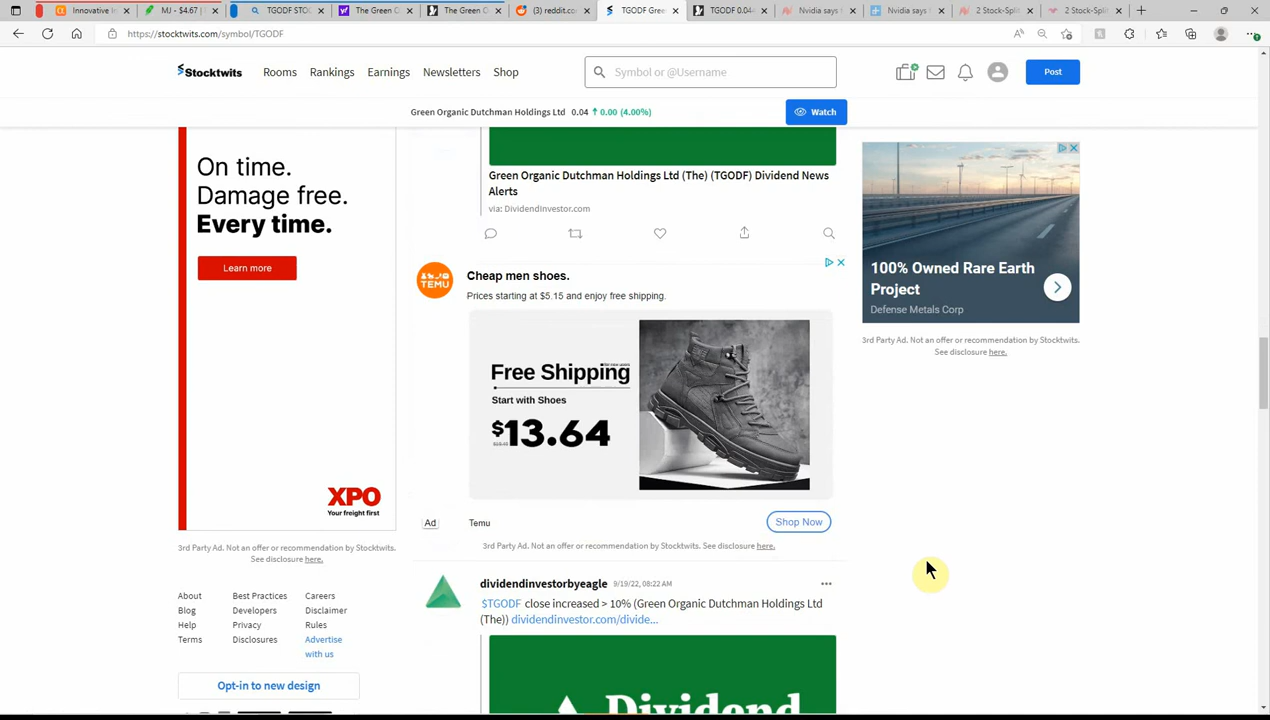 Innovative In
MJ - $4.67 |
TGODF STOC
The Green O
The Green O
(3) reddit.co
TGODF Gree
TGODF 0.04
Nvidia says
Nvidia says
2 Stock-Spli
2 Stock-Spli
https://stocktwits.com/symbol/TGODF
Stocktwits
Rooms Rankings Earnings Newsletters Shop
Symbol or @Username
Post
Green Organic Dutchman Holdings Ltd 0.04 ↑ 0.00 (4.00%)
Watch
On time.
Damage free.
Every time.
Learn more
XPO
Your freight first
3rd Party Ad. Not an offer or recommendation by Stocktwits.
See disclosure here.
About Best Practices Careers
Blog Developers Disclaimer
Help Privacy Rules
Terms Disclosures Advertise
with us
Opt-in to new design
Green Organic Dutchman Holdings Ltd (The) (TGODF) Dividend News
Alerts
via: DividendInvestor.com
TEMU
Cheap men shoes.
Prices starting at $5.15 and enjoy free shipping.
Free Shipping
Start with Shoes
$13.64
Ad Temu
Shop Now
3rd Party Ad. Not an offer or recommendation by Stocktwits. See disclosure here.
dividendinvestorbyeagle 9/19/22, 08:22 AM
$TGODF close increased > 10% (Green Organic Dutchman Holdings Ltd
(The)) dividendinvestor.com/divide...
Dividend
100% Owned Rare Earth
Project
Defense Metals Corp
3rd Party Ad. Not an offer or recommendation by Stocktwits.
See disclosure here.